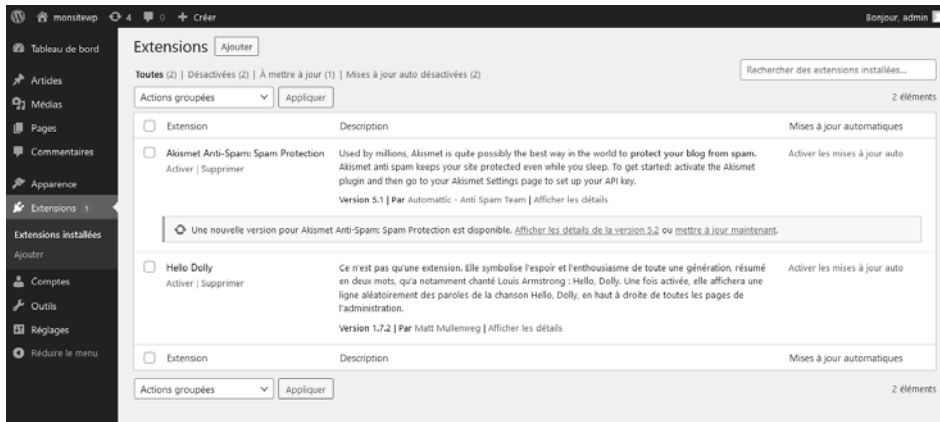 monsitewp 4 0 + Créer Bonjour, admin
Tableau de bord
Articles
Médias
Pages
Commentaires
Apparence
Extensions 1
Extensions installées
Ajouter
Comptes
Outils
Réglages
Réduire le menu
Extensions Ajouter
Toutes (2) | Désactivées (2) | À mettre à jour (1) | Mises à jour auto désactivées (2)
Rechercher des extensions installées...
Actions groupées Appliquer 2 éléments
Extension Description Mises à jour automatiques
Akismet Anti-Spam: Spam Protection
Activer | Supprimer
Used by millions, Akismet is quite possibly the best way in the world to protect your blog from spam.
Akismet anti spam keeps your site protected even while you sleep. To get started: activate the Akismet
plugin and then go to your Akismet Settings page to set up your API key.
Version 5.1 | Par Automattic - Anti Spam Team | Afficher les détails
Activer les mises à jour auto
Une nouvelle version pour Akismet Anti-Spam: Spam Protection est disponible. Afficher les détails de la version 5.2 ou mettre à jour maintenant.
Hello Dolly
Activer | Supprimer
Ce n'est pas qu'une extension. Elle symbolise l'espoir et l'enthousiasme de toute une génération, résumé
en deux mots, qu'a notamment chanté Louis Armstrong : Hello, Dolly. Une fois activée, elle affichera une
ligne aléatoirement des paroles de la chanson Hello, Dolly, en haut à droite de toutes les pages de
l'administration.
Version 1.7.2 | Par Matt Mullenweg | Afficher les détails
Activer les mises à jour auto
Extension Description Mises à jour automatiques
Actions groupées Appliquer 2 éléments